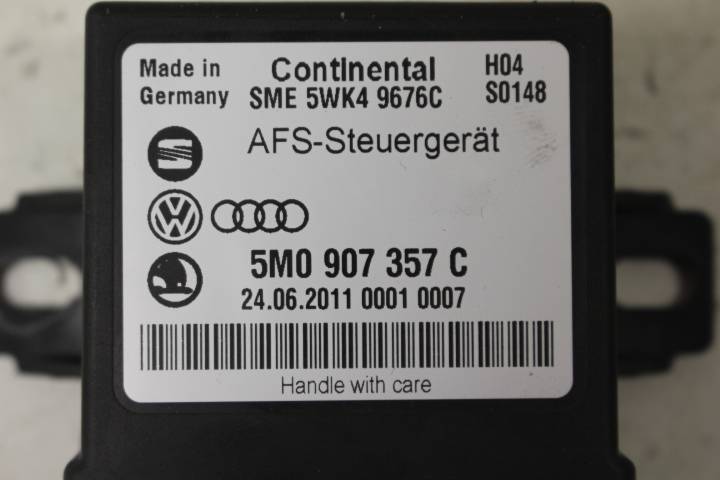 Made in Germany
Continental
SME 5WK4 9676C
H04
S0148
AFS-Steuergerät
5M0 907 357 C
24.06.2011 0001 0007
Handle with care